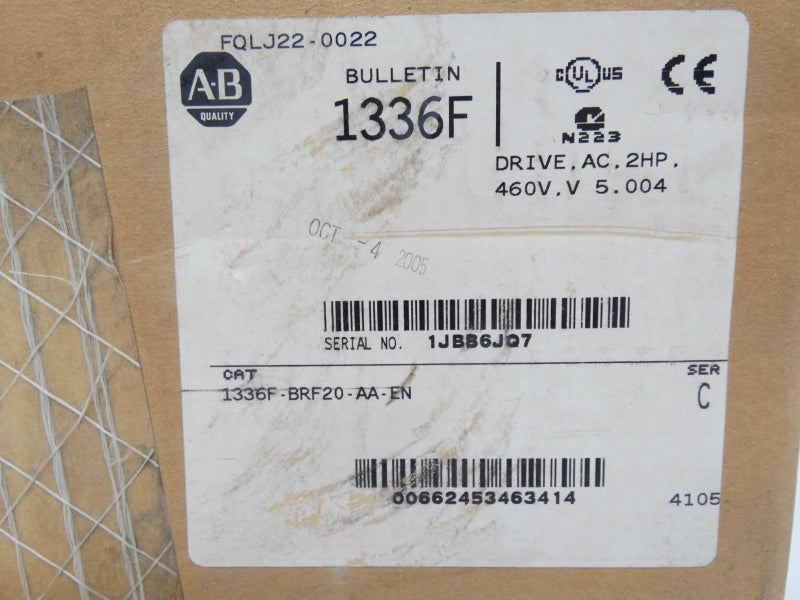 FQLJ22-0022
A-B
QUALITY
BULLETIN
1336F
C UL US
CE
N223
DRIVE,AC,2HP,
460V,V 5.004
OCT -4 2005
SERIAL NO. 1JBB6JQ7
CAT
SER
1336F-BRF20-AA-EN
C
00662453463414
4105